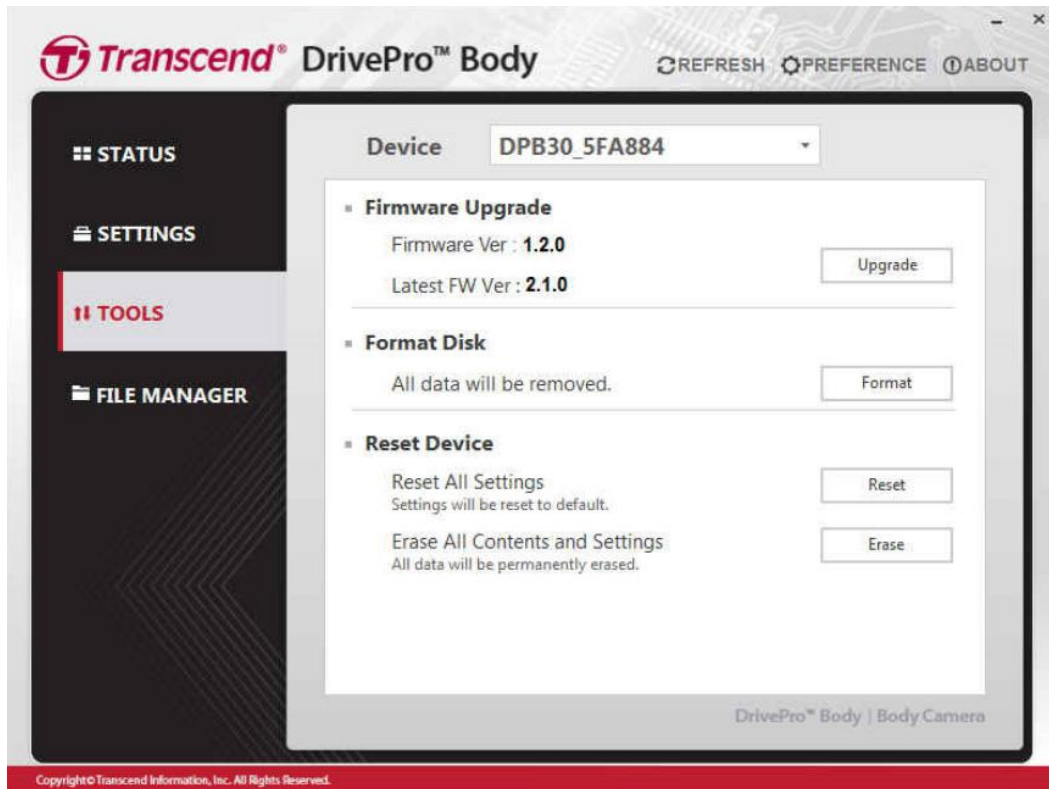 Transcend® DrivePro™ Body
REFRESH PREFERENCE ABOUT
STATUS
SETTINGS
TOOLS
FILE MANAGER
Device DPB30_5FA884
Firmware Upgrade
Firmware Ver : 1.2.0
Latest FW Ver : 2.1.0
Upgrade
Format Disk
All data will be removed.
Format
Reset Device
Reset All Settings
Settings will be reset to default.
Reset
Erase All Contents and Settings
All data will be permanently erased.
Erase
DrivePro™ Body | Body Camera
Copyright© Transcend Information, Inc. All Rights Reserved.